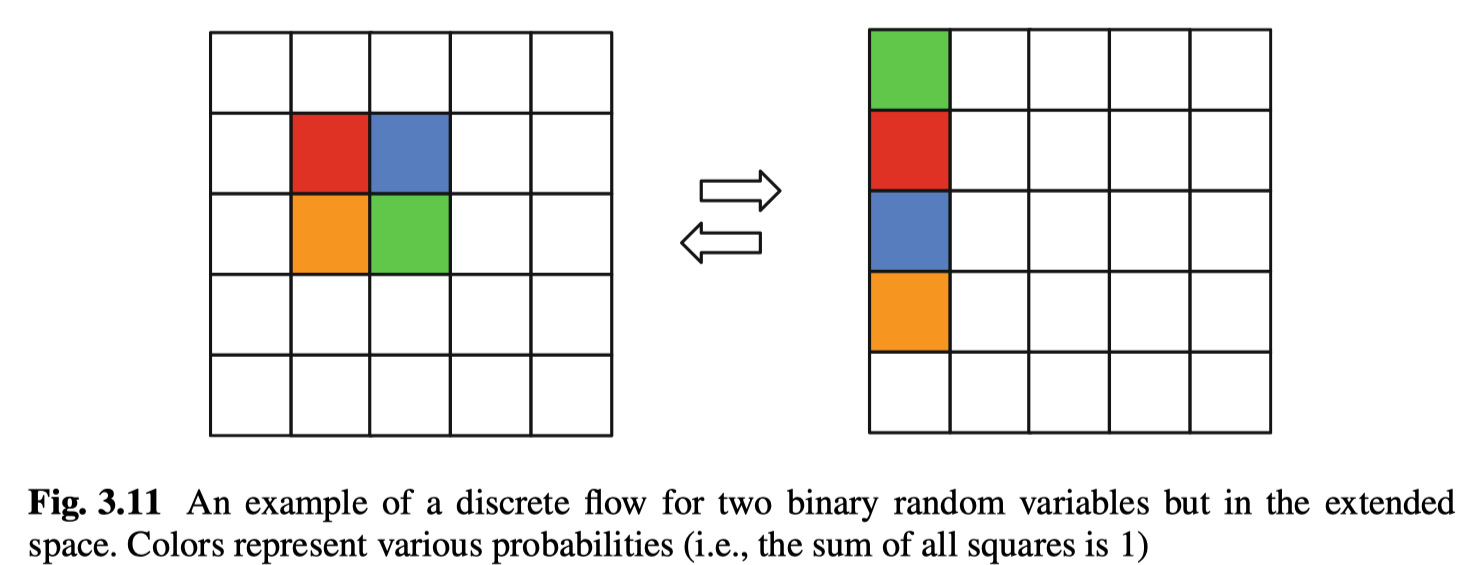 Fig. 3.11 An example of a discrete flow for two binary random variables but in the extended
space. Colors represent various probabilities (i.e., the sum of all squares is 1)